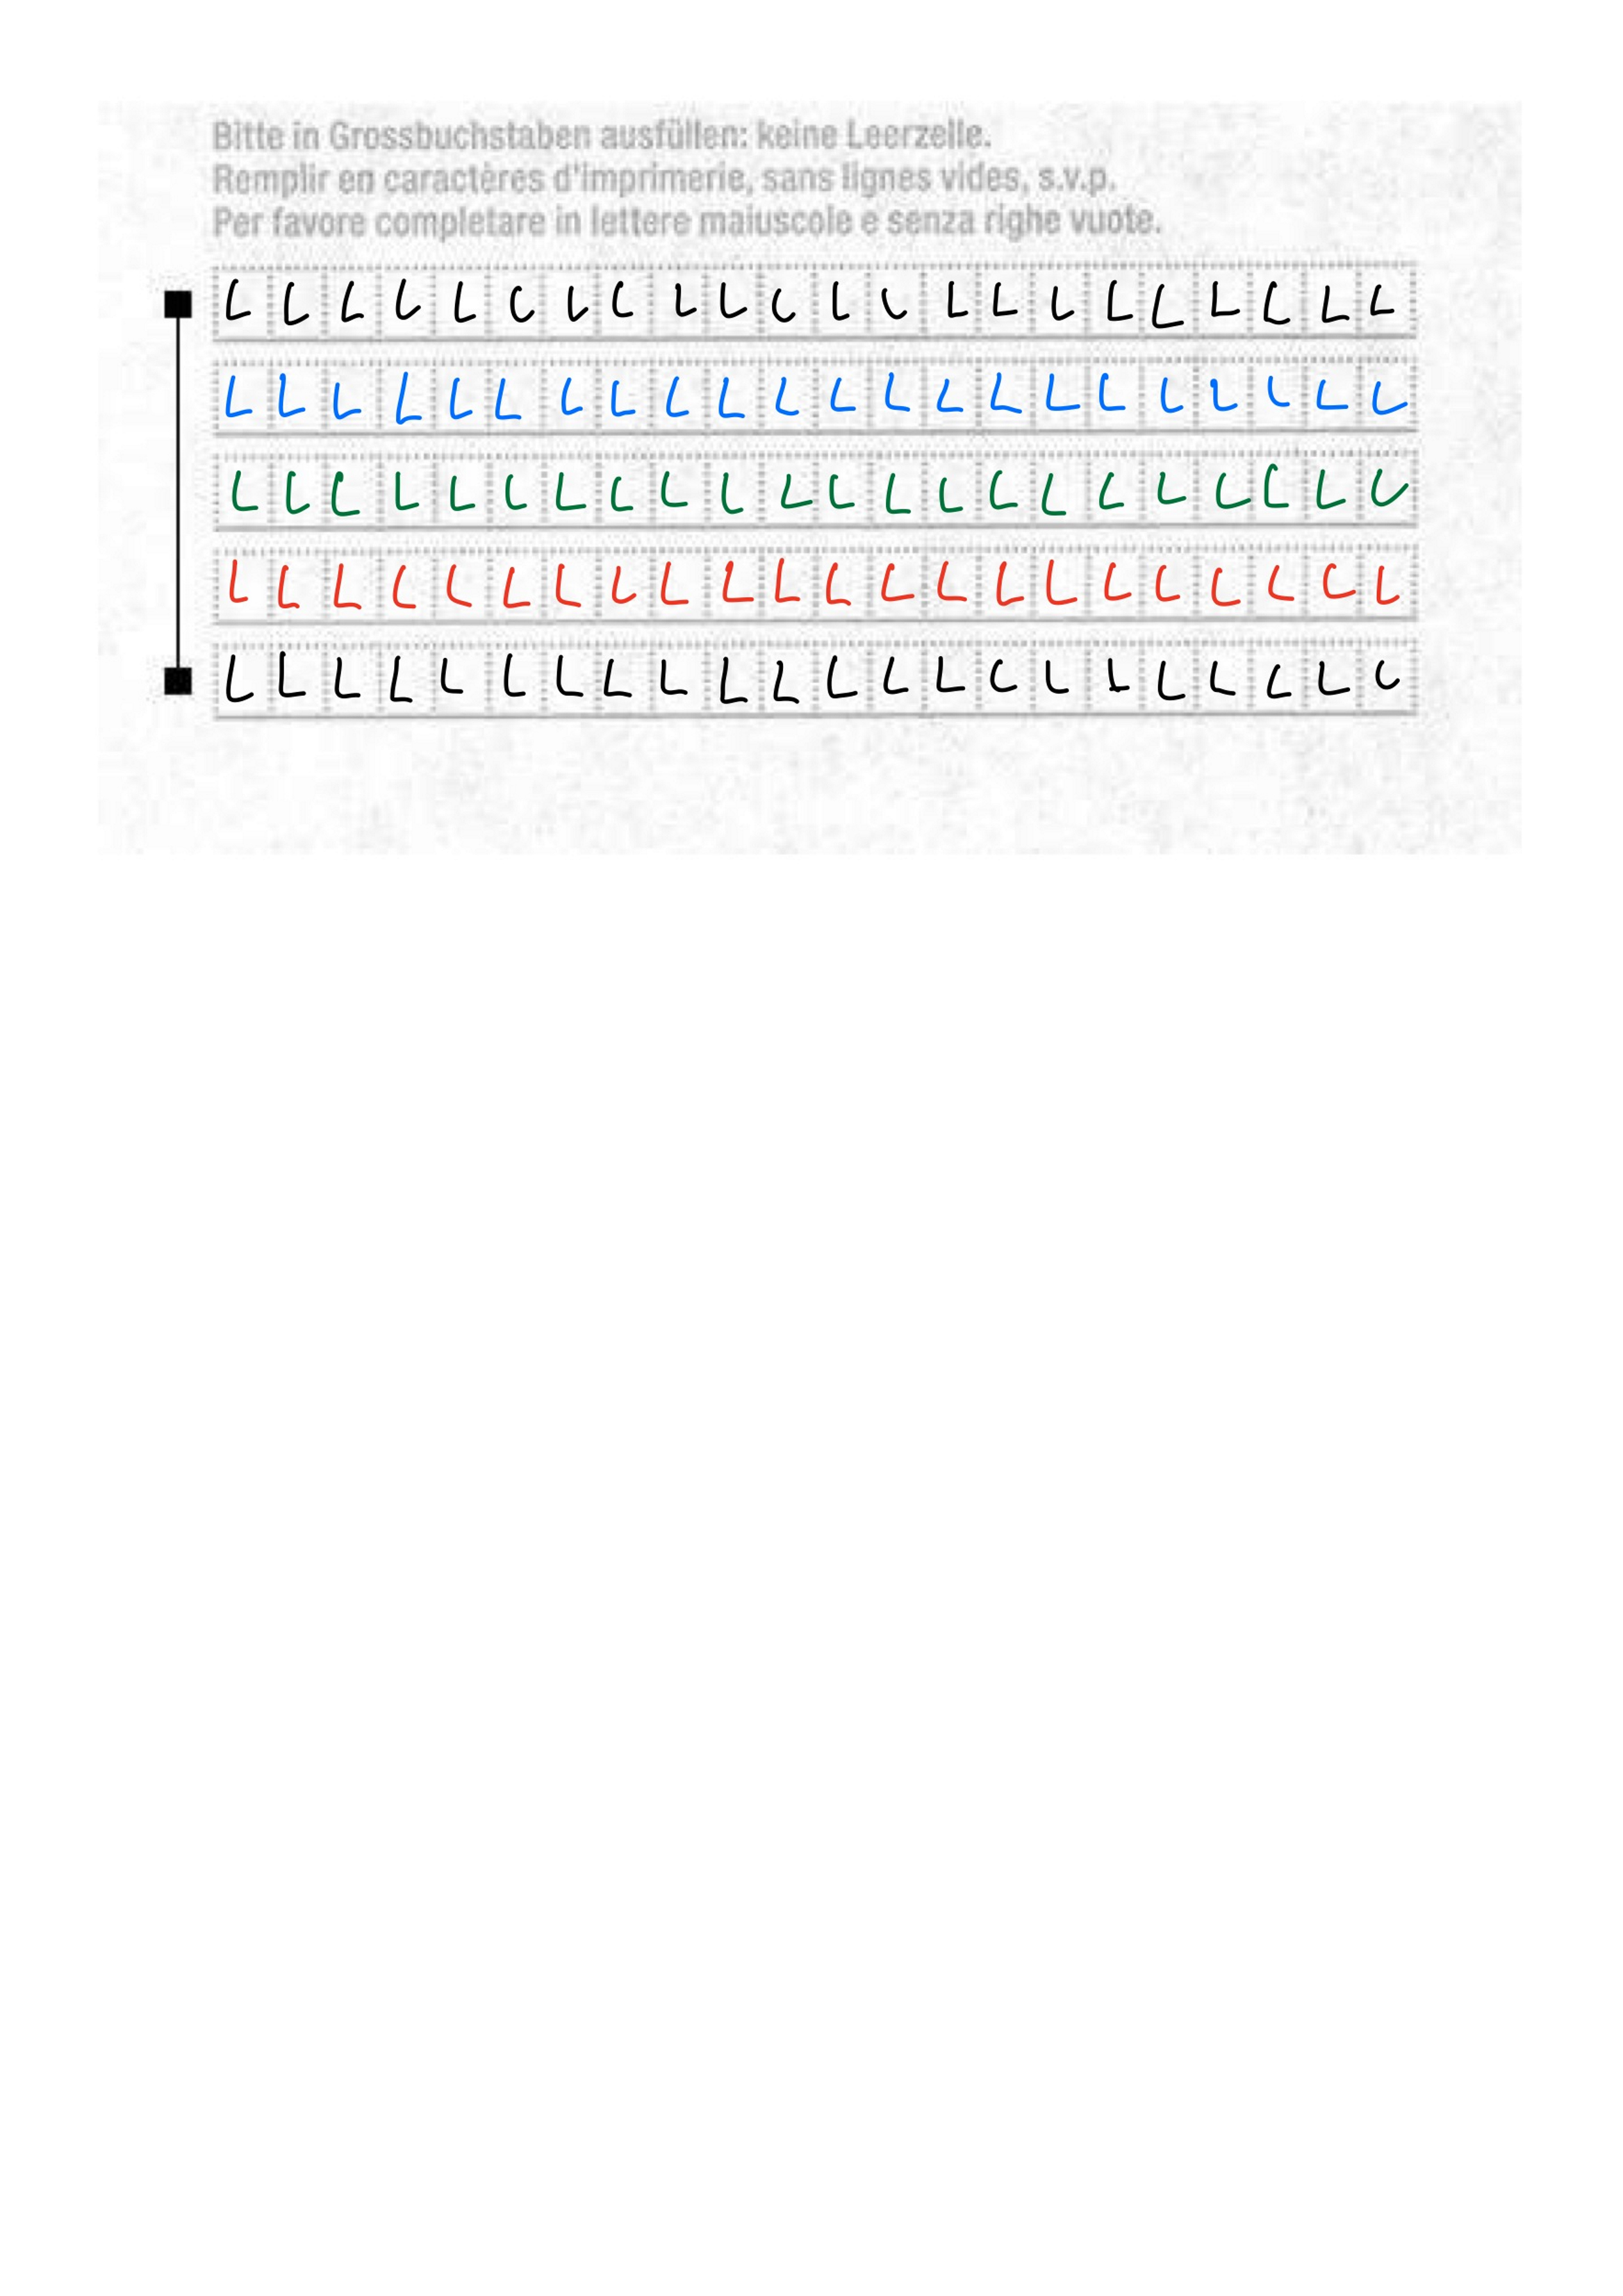 Bitte in Grossbuchstaben ausfüllen: keine Leerzelle.
Remplir en caractères d'imprimerie, sans lignes vides, s.v.p.
Per favore completare in lettere maiuscole e senza righe vuote.
L L L L L L L L L L L L L L L L L L L L L L
L L L L L L L L L L L L L L L L L L L L L L
L L L L L L L L L L L L L L L L L L L L L L
L L L L L L L L L L L L L L L L L L L L L L
L L L L L L L L L L L L L L L L L L L L L L